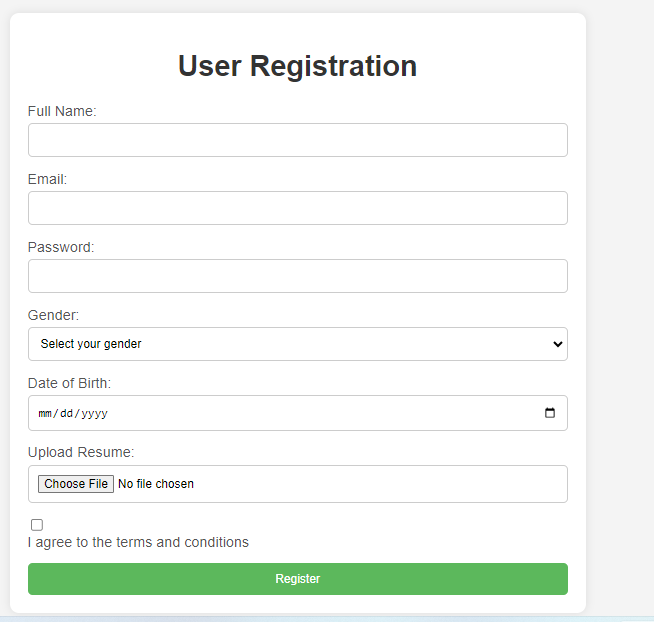 User Registration
Full Name:
Email:
Password:
Gender:
Select your gender
Date of Birth:
mm/dd/yyyy
Upload Resume:
Choose File No file chosen
I agree to the terms and conditions
Register